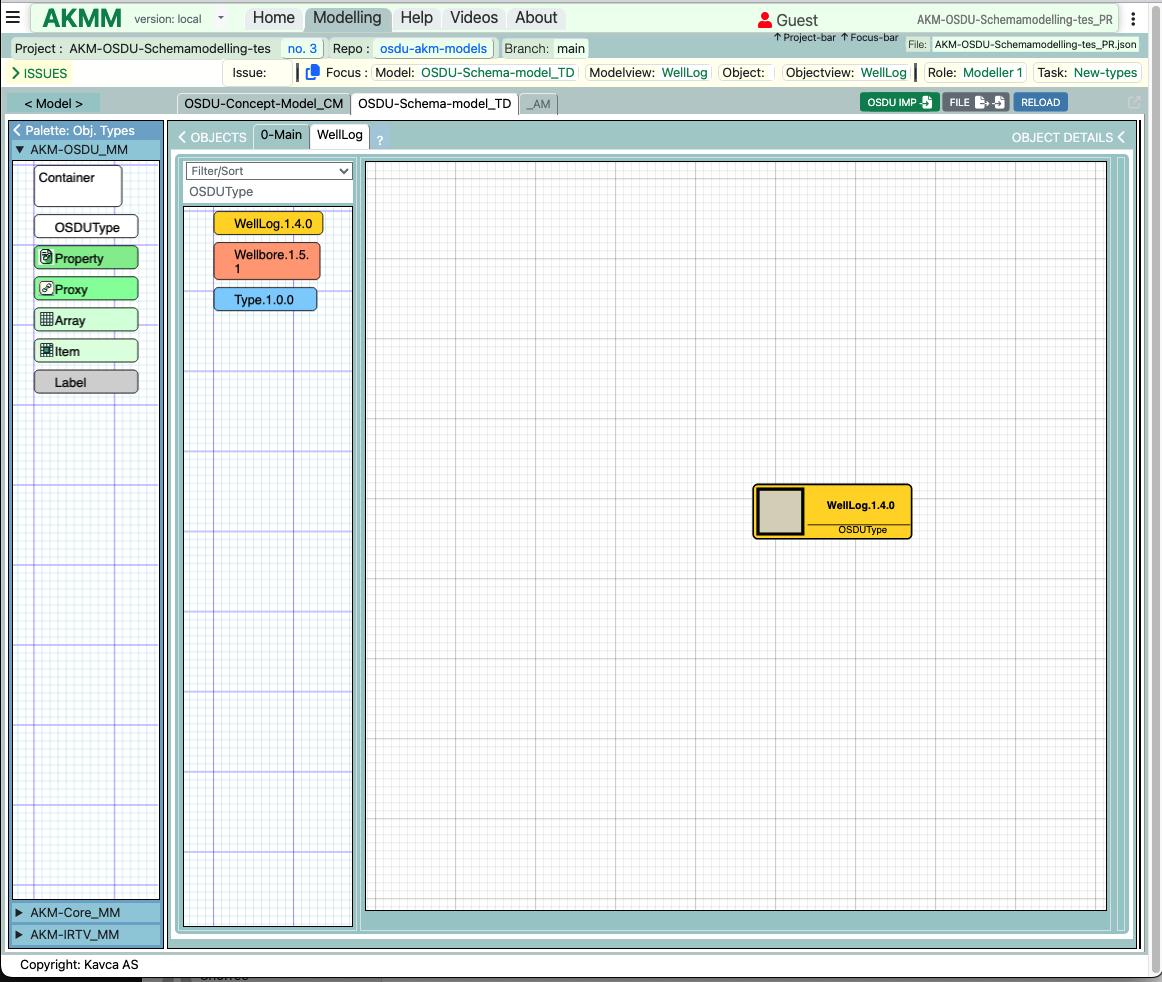 AKMM version: local Home Modelling Help Videos About Guest AKM-OSDU-Schemamodelling-tes_PR
↑ Project-bar ↑ Focus-bar
Project : AKM-OSDU-Schemamodelling-tes no. 3 Repo : osdu-akm-models Branch: main File: AKM-OSDU-Schemamodelling-tes_PR.json
ISSUES Issue: Focus : Model: OSDU-Schema-model_TD Modelview: WellLog Object: Objectview: WellLog Role: Modeller 1 Task: New-types
< Model > OSDU-Concept-Model_CM OSDU-Schema-model_TD _AM OSDU IMP FILE RELOAD
Palette: Obj. Types
AKM-OSDU_MM
Container
OSDUType
Property
Proxy
Array
Item
Label
AKM-Core_MM
AKM-IRTV_MM
OBJECTS 0-Main WellLog ? OBJECT DETAILS
Filter/Sort
OSDUType
WellLog.1.4.0
Wellbore.1.5.
1
Type.1.0.0
WellLog.1.4.0
OSDUType
Copyright: Kavca AS